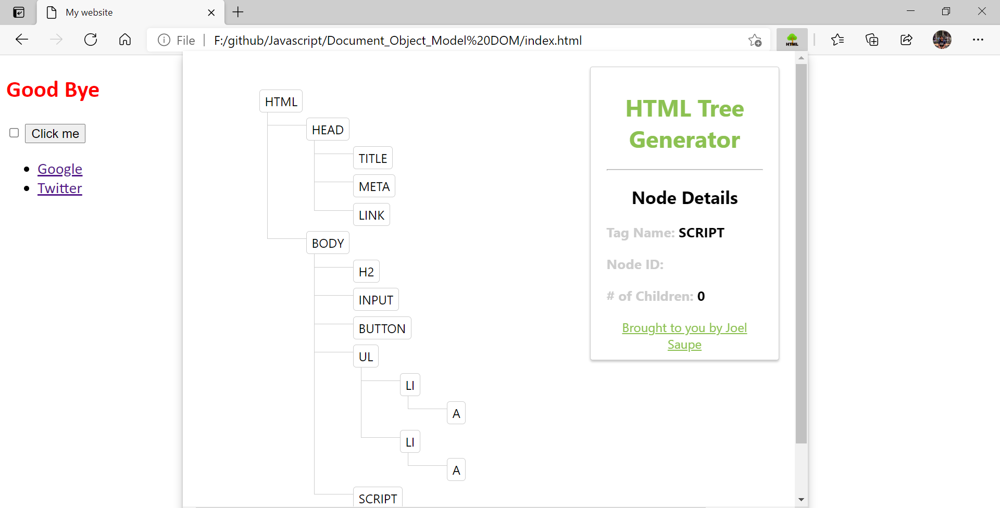 My website
File
F:/github/Javascript/Document_Object_Model%20DOM/index.html
HTML
Good Bye
Click me
Google
Twitter
HTML
HEAD
TITLE
META
LINK
BODY
H2
INPUT
BUTTON
UL
LI
A
LI
A
SCRIPT
HTML Tree
Generator
Node Details
Tag Name: SCRIPT
Node ID:
# of Children: 0
Brought to you by Joel
Saupe